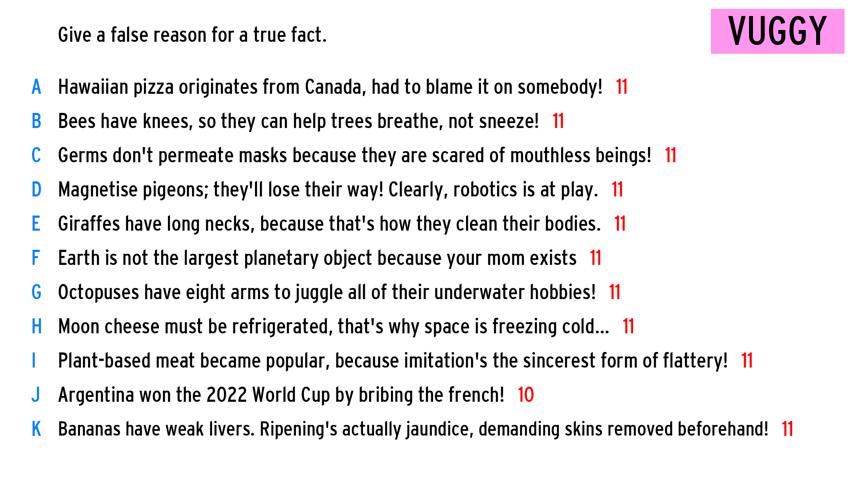 Give a false reason for a true fact.
VUGGY
A Hawaiian pizza originates from Canada, had to blame it on somebody! 11
B Bees have knees, so they can help trees breathe, not sneeze! 11
C Germs don't permeate masks because they are scared of mouthless beings! 11
D Magnetise pigeons; they'll lose their way! Clearly, robotics is at play. 11
E Giraffes have long necks, because that's how they clean their bodies. 11
F Earth is not the largest planetary object because your mom exists 11
G Octopuses have eight arms to juggle all of their underwater hobbies! 11
H Moon cheese must be refrigerated, that's why space is freezing cold... 11
I Plant-based meat became popular, because imitation's the sincerest form of flattery! 11
J Argentina won the 2022 World Cup by bribing the french! 10
K Bananas have weak livers. Ripening's actually jaundice, demanding skins removed beforehand! 11